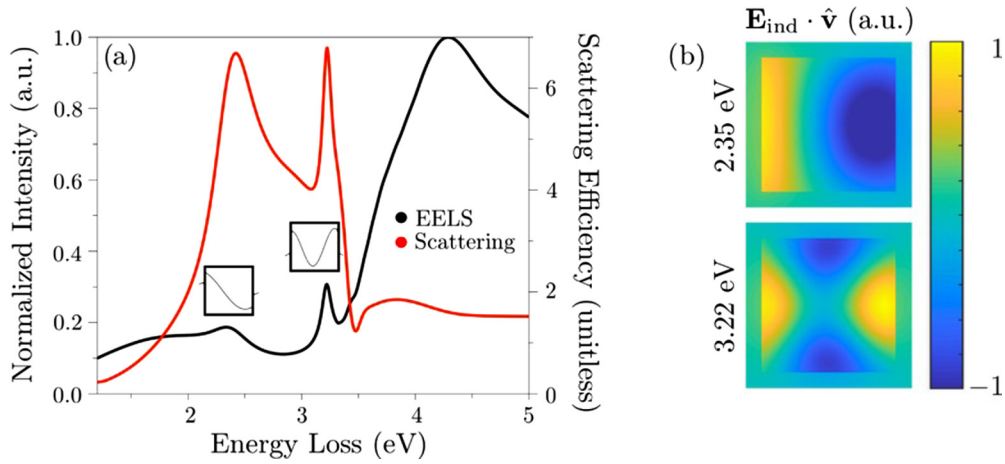 (a)
Normalized Intensity (a.u.)
1.0
0.8
0.6
0.4
0.2
0.0
2
3
4
5
Energy Loss (eV)
EELS
Scattering
6
4
2
0
Scattering Efficiency (unitless)
E_ind · v̂ (a.u.)
(b)
2.35 eV
3.22 eV
1
−1